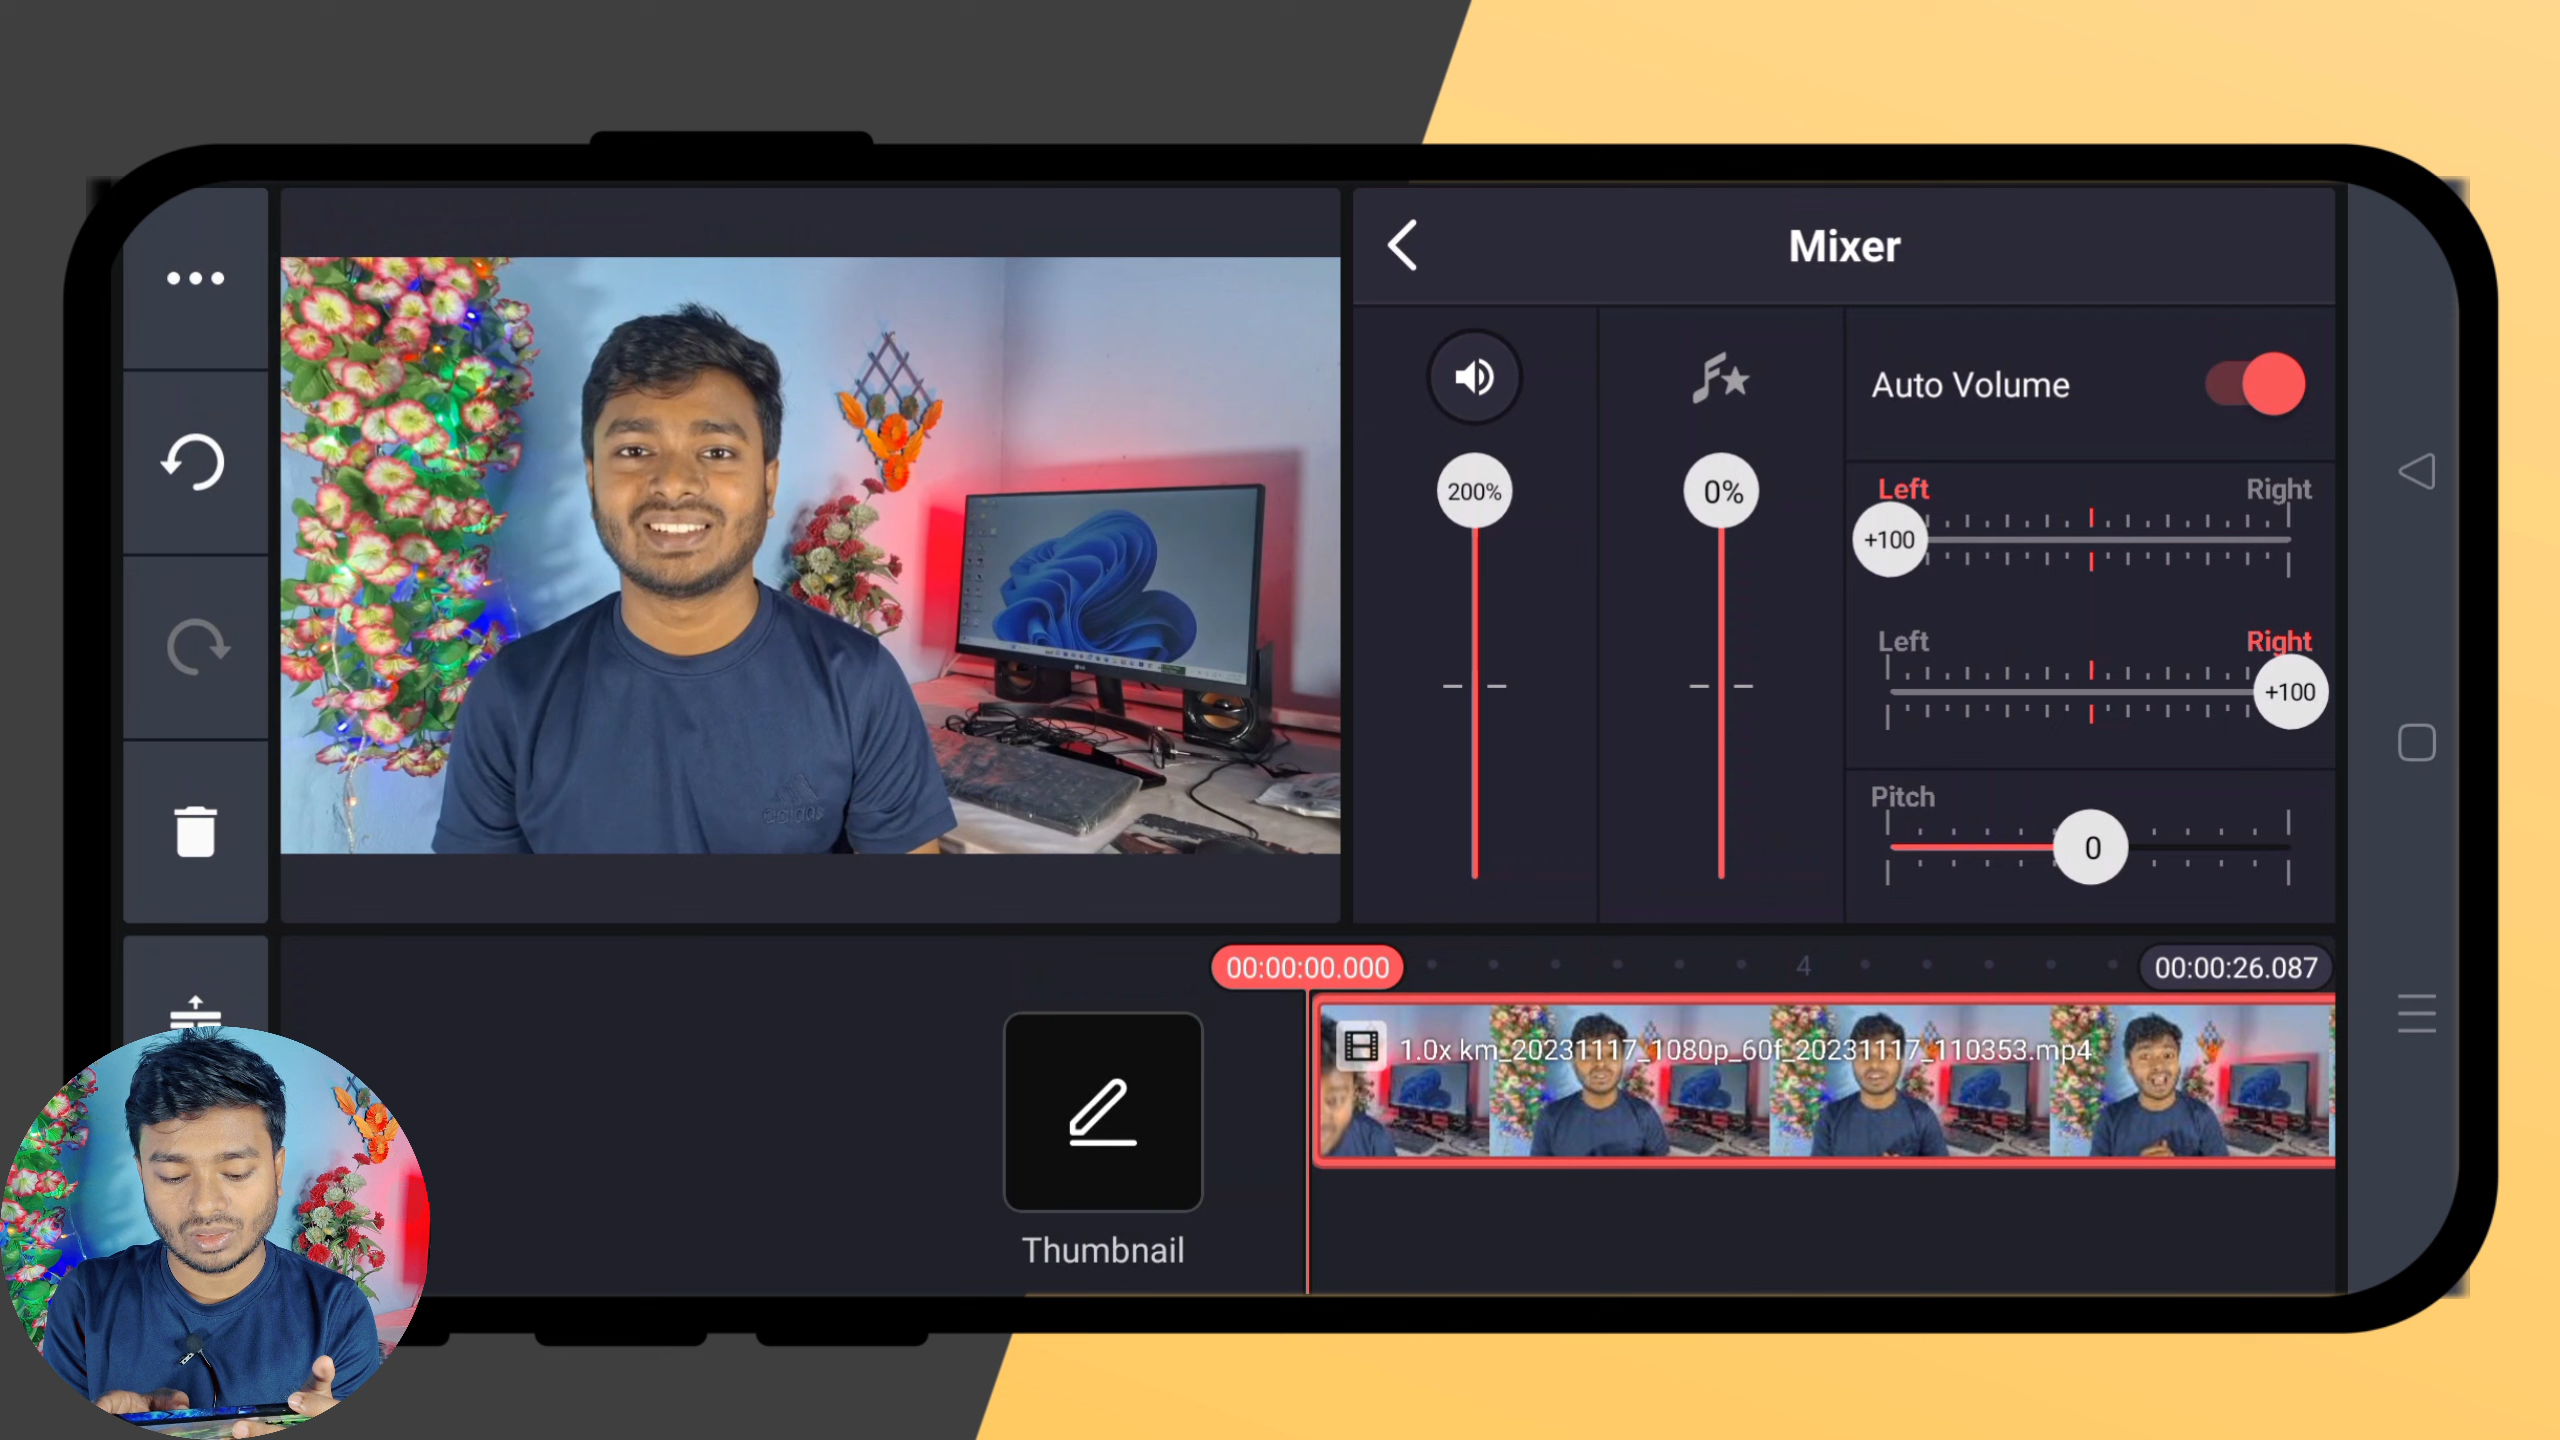 Mixer
Auto Volume
200%
0%
Left Right
+100
Left Right
+100
Pitch
0
adidas
00:00:00.000
4
00:00:26.087
1.0x km_20231117_1080p_60f_20231117_110353.mp4
Thumbnail